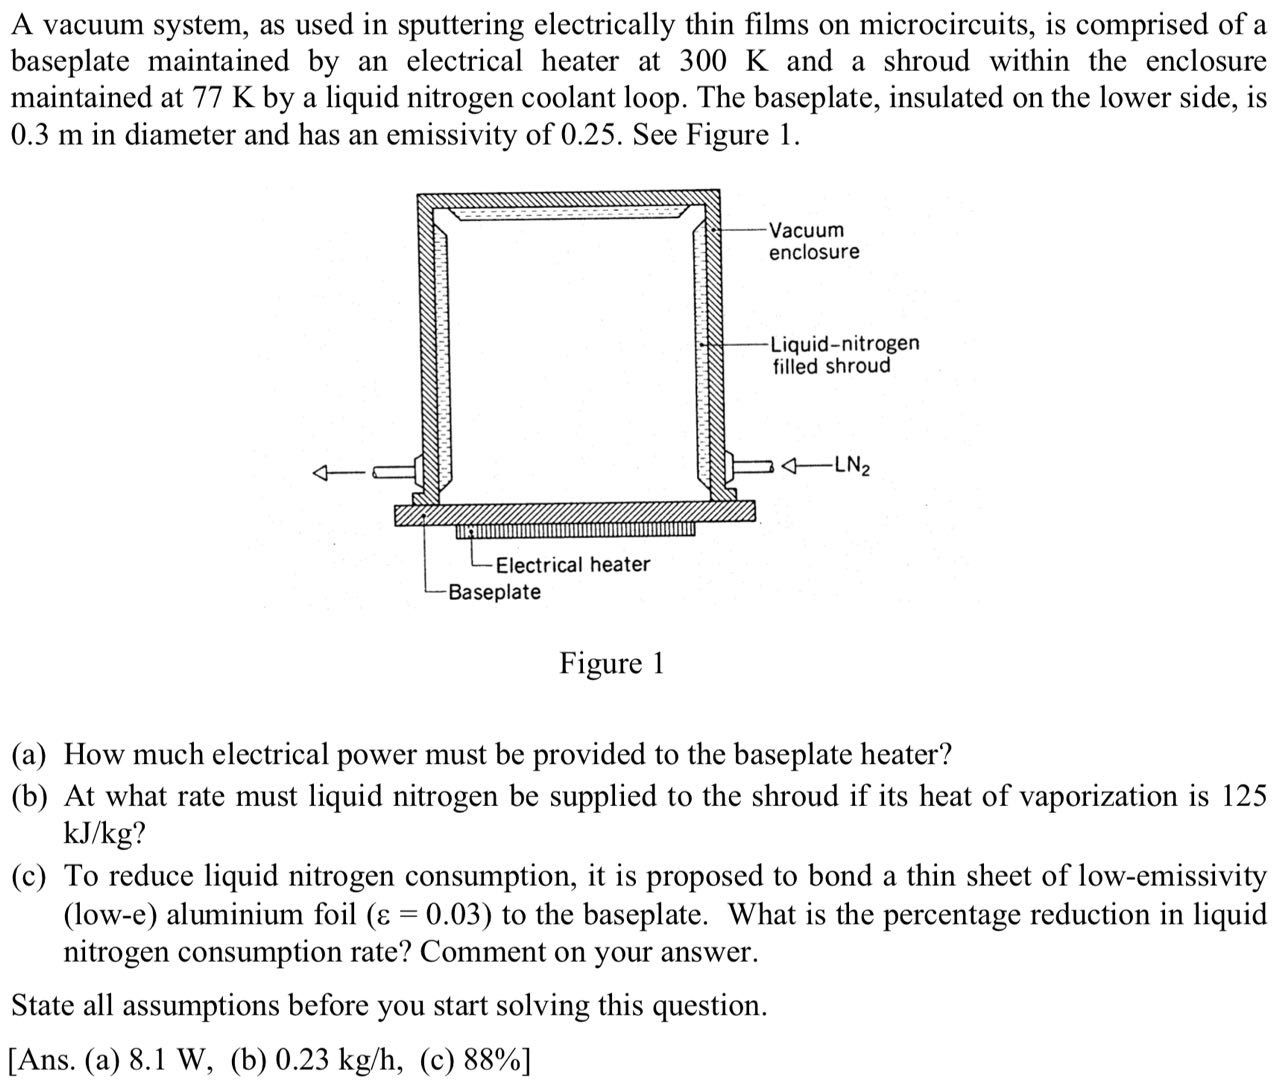 A vacuum system, as used in sputtering electrically thin films on microcircuits, is comprised of a
baseplate maintained by an electrical heater at 300 K and a shroud within the enclosure
maintained at 77 K by a liquid nitrogen coolant loop. The baseplate, insulated on the lower side, is
0.3 m in diameter and has an emissivity of 0.25. See Figure 1.
Vacuum
enclosure
Liquid-nitrogen
filled shroud
LN₂
Electrical heater
Baseplate
Figure 1
(a) How much electrical power must be provided to the baseplate heater?
(b) At what rate must liquid nitrogen be supplied to the shroud if its heat of vaporization is 125
kJ/kg?
(c) To reduce liquid nitrogen consumption, it is proposed to bond a thin sheet of low-emissivity
(low-e) aluminium foil (ε = 0.03) to the baseplate. What is the percentage reduction in liquid
nitrogen consumption rate? Comment on your answer.
State all assumptions before you start solving this question.
[Ans. (a) 8.1 W, (b) 0.23 kg/h, (c) 88%]